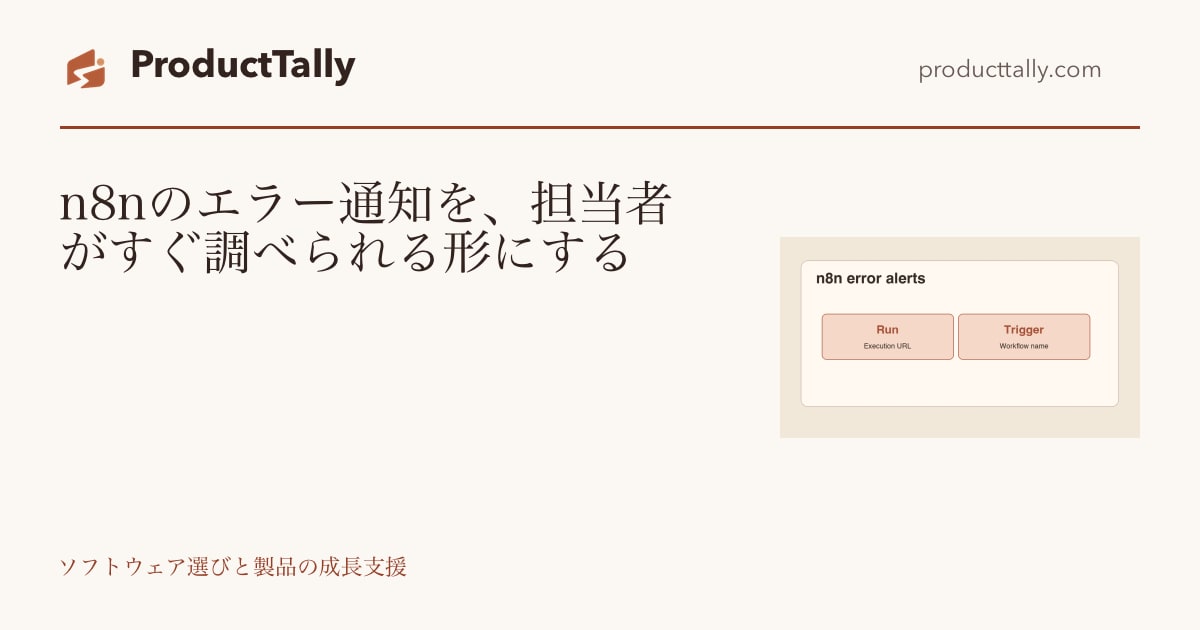 ProductTally
producttally.com
n8nのエラー通知を、担当者
がすぐ調べられる形にする
n8n error alerts
Run
Execution URL
Trigger
Workflow name
ソフトウェア選びと製品の成長支援